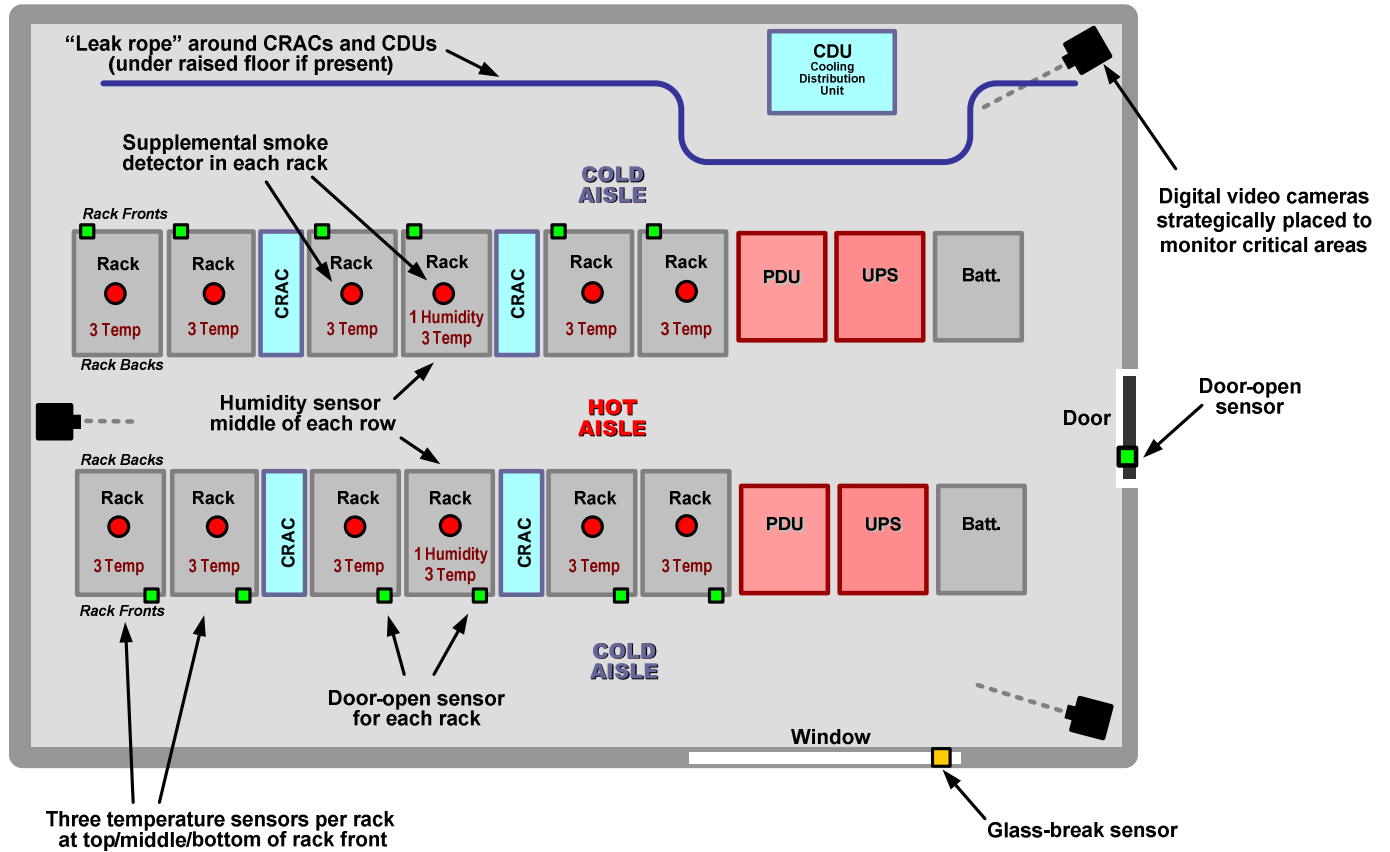 “Leak rope” around CRACs and CDUs
(under raised floor if present)
CDU
Cooling
Distribution
Unit
Supplemental smoke
detector in each rack
COLD
AISLE
Digital video cameras
strategically placed to
monitor critical areas
Rack Fronts
Rack
3 Temp
Rack
3 Temp
CRAC
Rack
3 Temp
Rack
1 Humidity
3 Temp
CRAC
Rack
3 Temp
Rack
3 Temp
PDU
UPS
Batt.
Rack Backs
Humidity sensor
middle of each row
HOT
AISLE
Door
Door-open
sensor
Rack Backs
Rack
3 Temp
Rack
3 Temp
CRAC
Rack
3 Temp
Rack
1 Humidity
3 Temp
CRAC
Rack
3 Temp
Rack
3 Temp
PDU
UPS
Batt.
Rack Fronts
COLD
AISLE
Door-open sensor
for each rack
Window
Three temperature sensors per rack
at top/middle/bottom of rack front
Glass-break sensor